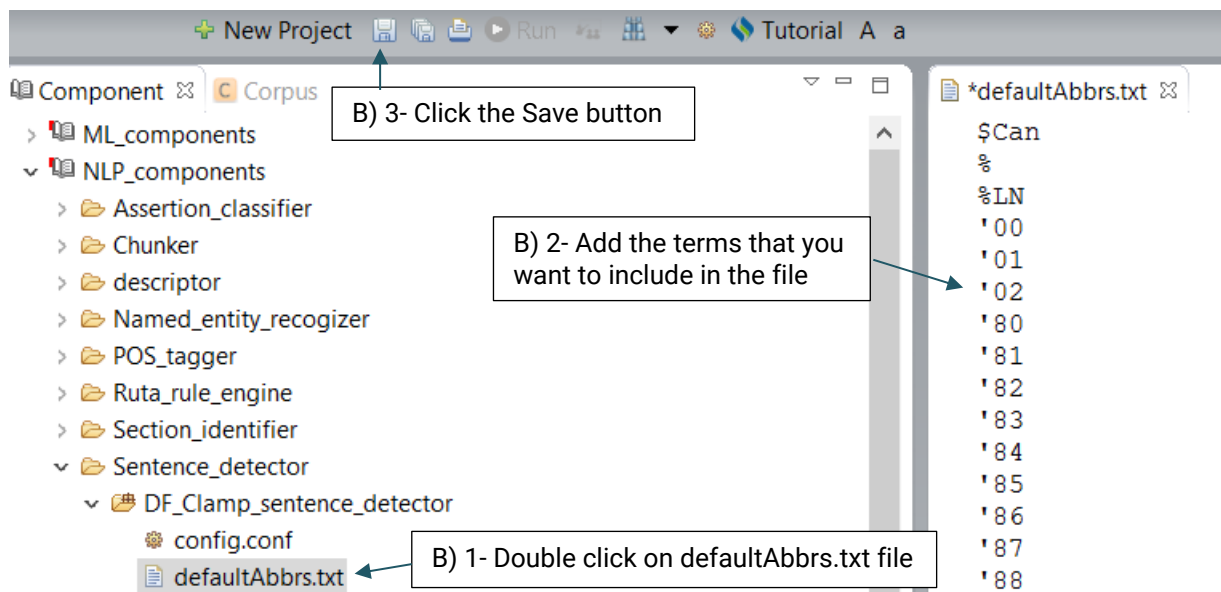 New Project Run Tutorial A a
Component Corpus
B) 3- Click the Save button
ML_components
NLP_components
Assertion_classifier
Chunker
descriptor
Named_entity_recogizer
POS_tagger
Ruta_rule_engine
Section_identifier
Sentence_detector
DF_Clamp_sentence_detector
config.conf
defaultAbbrs.txt
B) 2- Add the terms that you
want to include in the file
B) 1- Double click on defaultAbbrs.txt file
*defaultAbbrs.txt
$Can
%
%LN
'00
'01
'02
'80
'81
'82
'83
'84
'85
'86
'87
'88